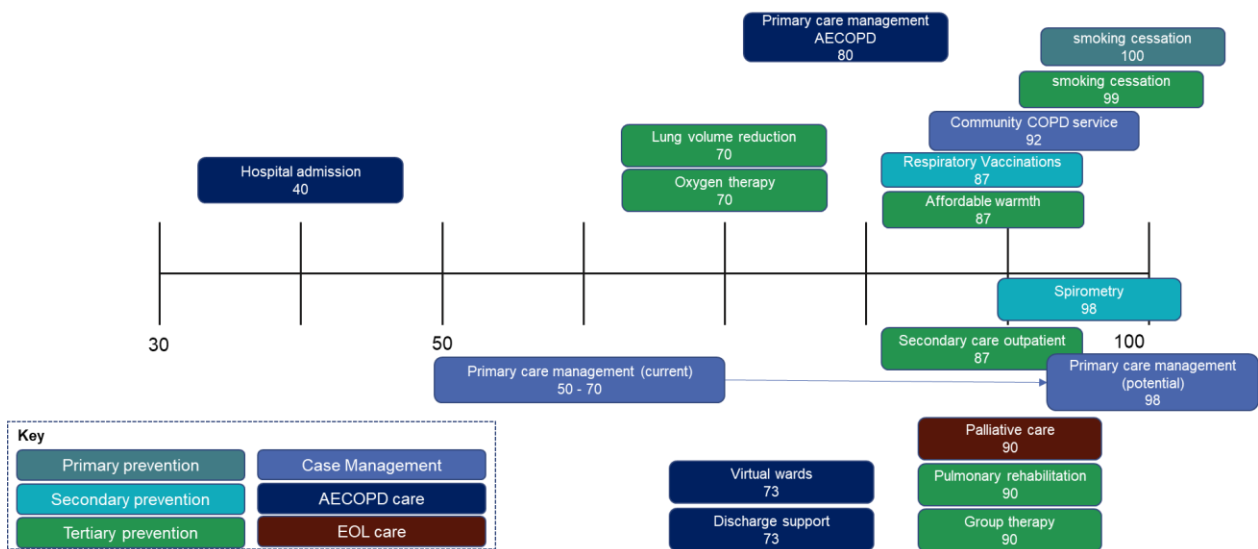 Primary care management
AECOPD
80
smoking cessation
100
smoking cessation
99
Community COPD service
92
Lung volume reduction
70
Respiratory Vaccinations
87
Hospital admission
40
Oxygen therapy
70
Affordable warmth
87
Spirometry
98
30
50
100
Secondary care outpatient
87
Primary care management (current)
50 - 70
Primary care management
(potential)
98
Palliative care
90
Virtual wards
73
Pulmonary rehabilitation
90
Discharge support
73
Group therapy
90
Key
Primary prevention
Case Management
Secondary prevention
AECOPD care
Tertiary prevention
EOL care